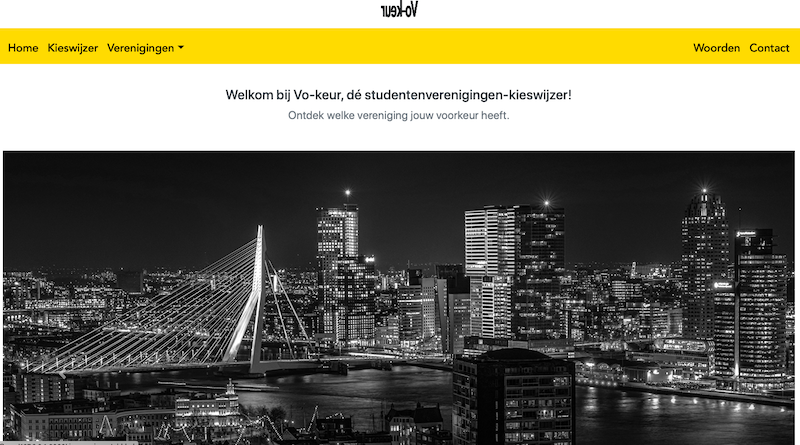 Vo-keur
Home Kieswijzer Verenigingen Woorden Contact
Welkom bij Vo-keur, dé studentenverenigingen-kieswijzer!
Ontdek welke vereniging jouw voorkeur heeft.